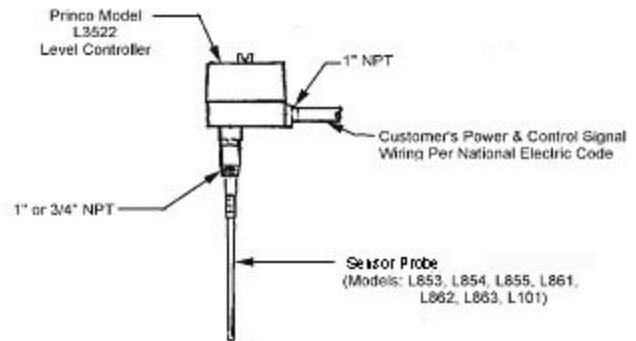 Princo Model
L3522
Level Controller
1" NPT
Customer's Power & Control Signal
Wiring Per National Electric Code
1" or 3/4" NPT
Sensor Probe
(Models: L853, L854, L855, L861,
L862, L863, L101)